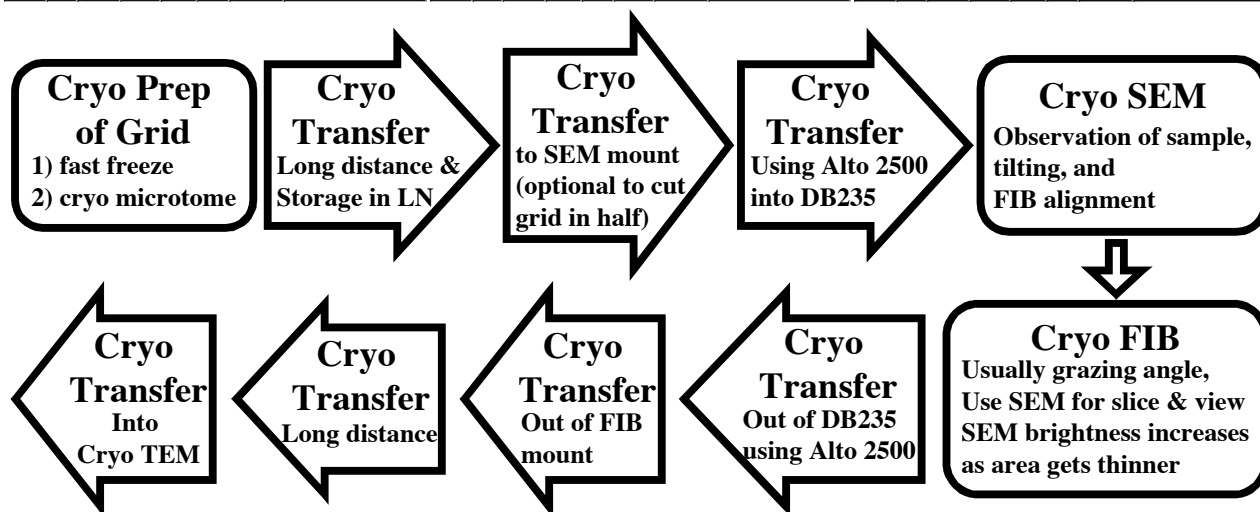 Cryo Prep
of Grid
1) fast freeze
2) cryo microtome
Cryo
Transfer
Long distance &
Storage in LN
Cryo
Transfer
to SEM mount
(optional to cut
grid in half)
Cryo
Transfer
Using Alto 2500
into DB235
Cryo SEM
Observation of sample,
tilting, and
FIB alignment
Cryo FIB
Usually grazing angle,
Use SEM for slice & view
SEM brightness increases
as area gets thinner
Cryo
Transfer
Out of DB235
using Alto 2500
Cryo
Transfer
Out of FIB
mount
Cryo
Transfer
Long distance
Cryo
Transfer
Into
Cryo TEM